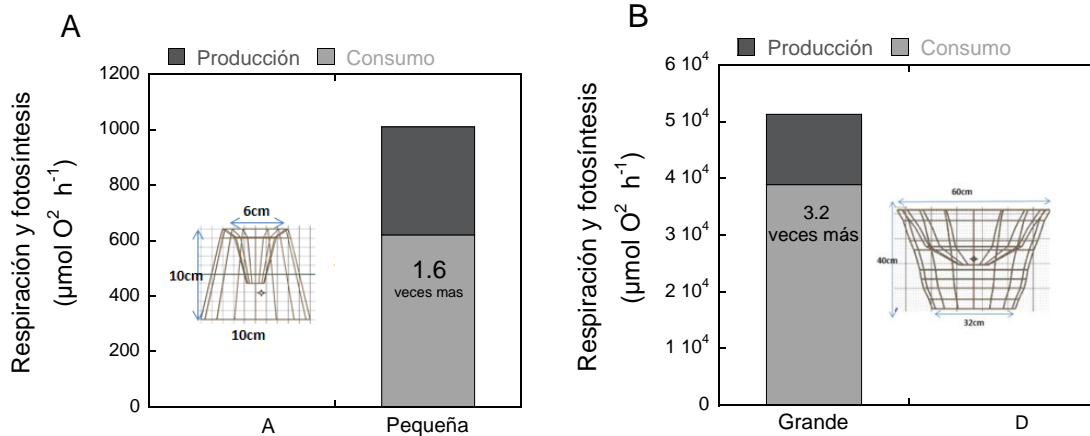 A
Producción Consumo
Respiración y fotosíntesis
(µmol O² h⁻¹)
1200
1000
800
600
400
200
0
6cm
10cm
10cm
1.6
veces mas
A Pequeña
B
Producción Consumo
Respiración y fotosíntesis
(µmol O² h⁻¹)
6 10⁴
5 10⁴
4 10⁴
3 10⁴
2 10⁴
1 10⁴
0
3.2
veces más
60cm
40cm
32cm
Grande D